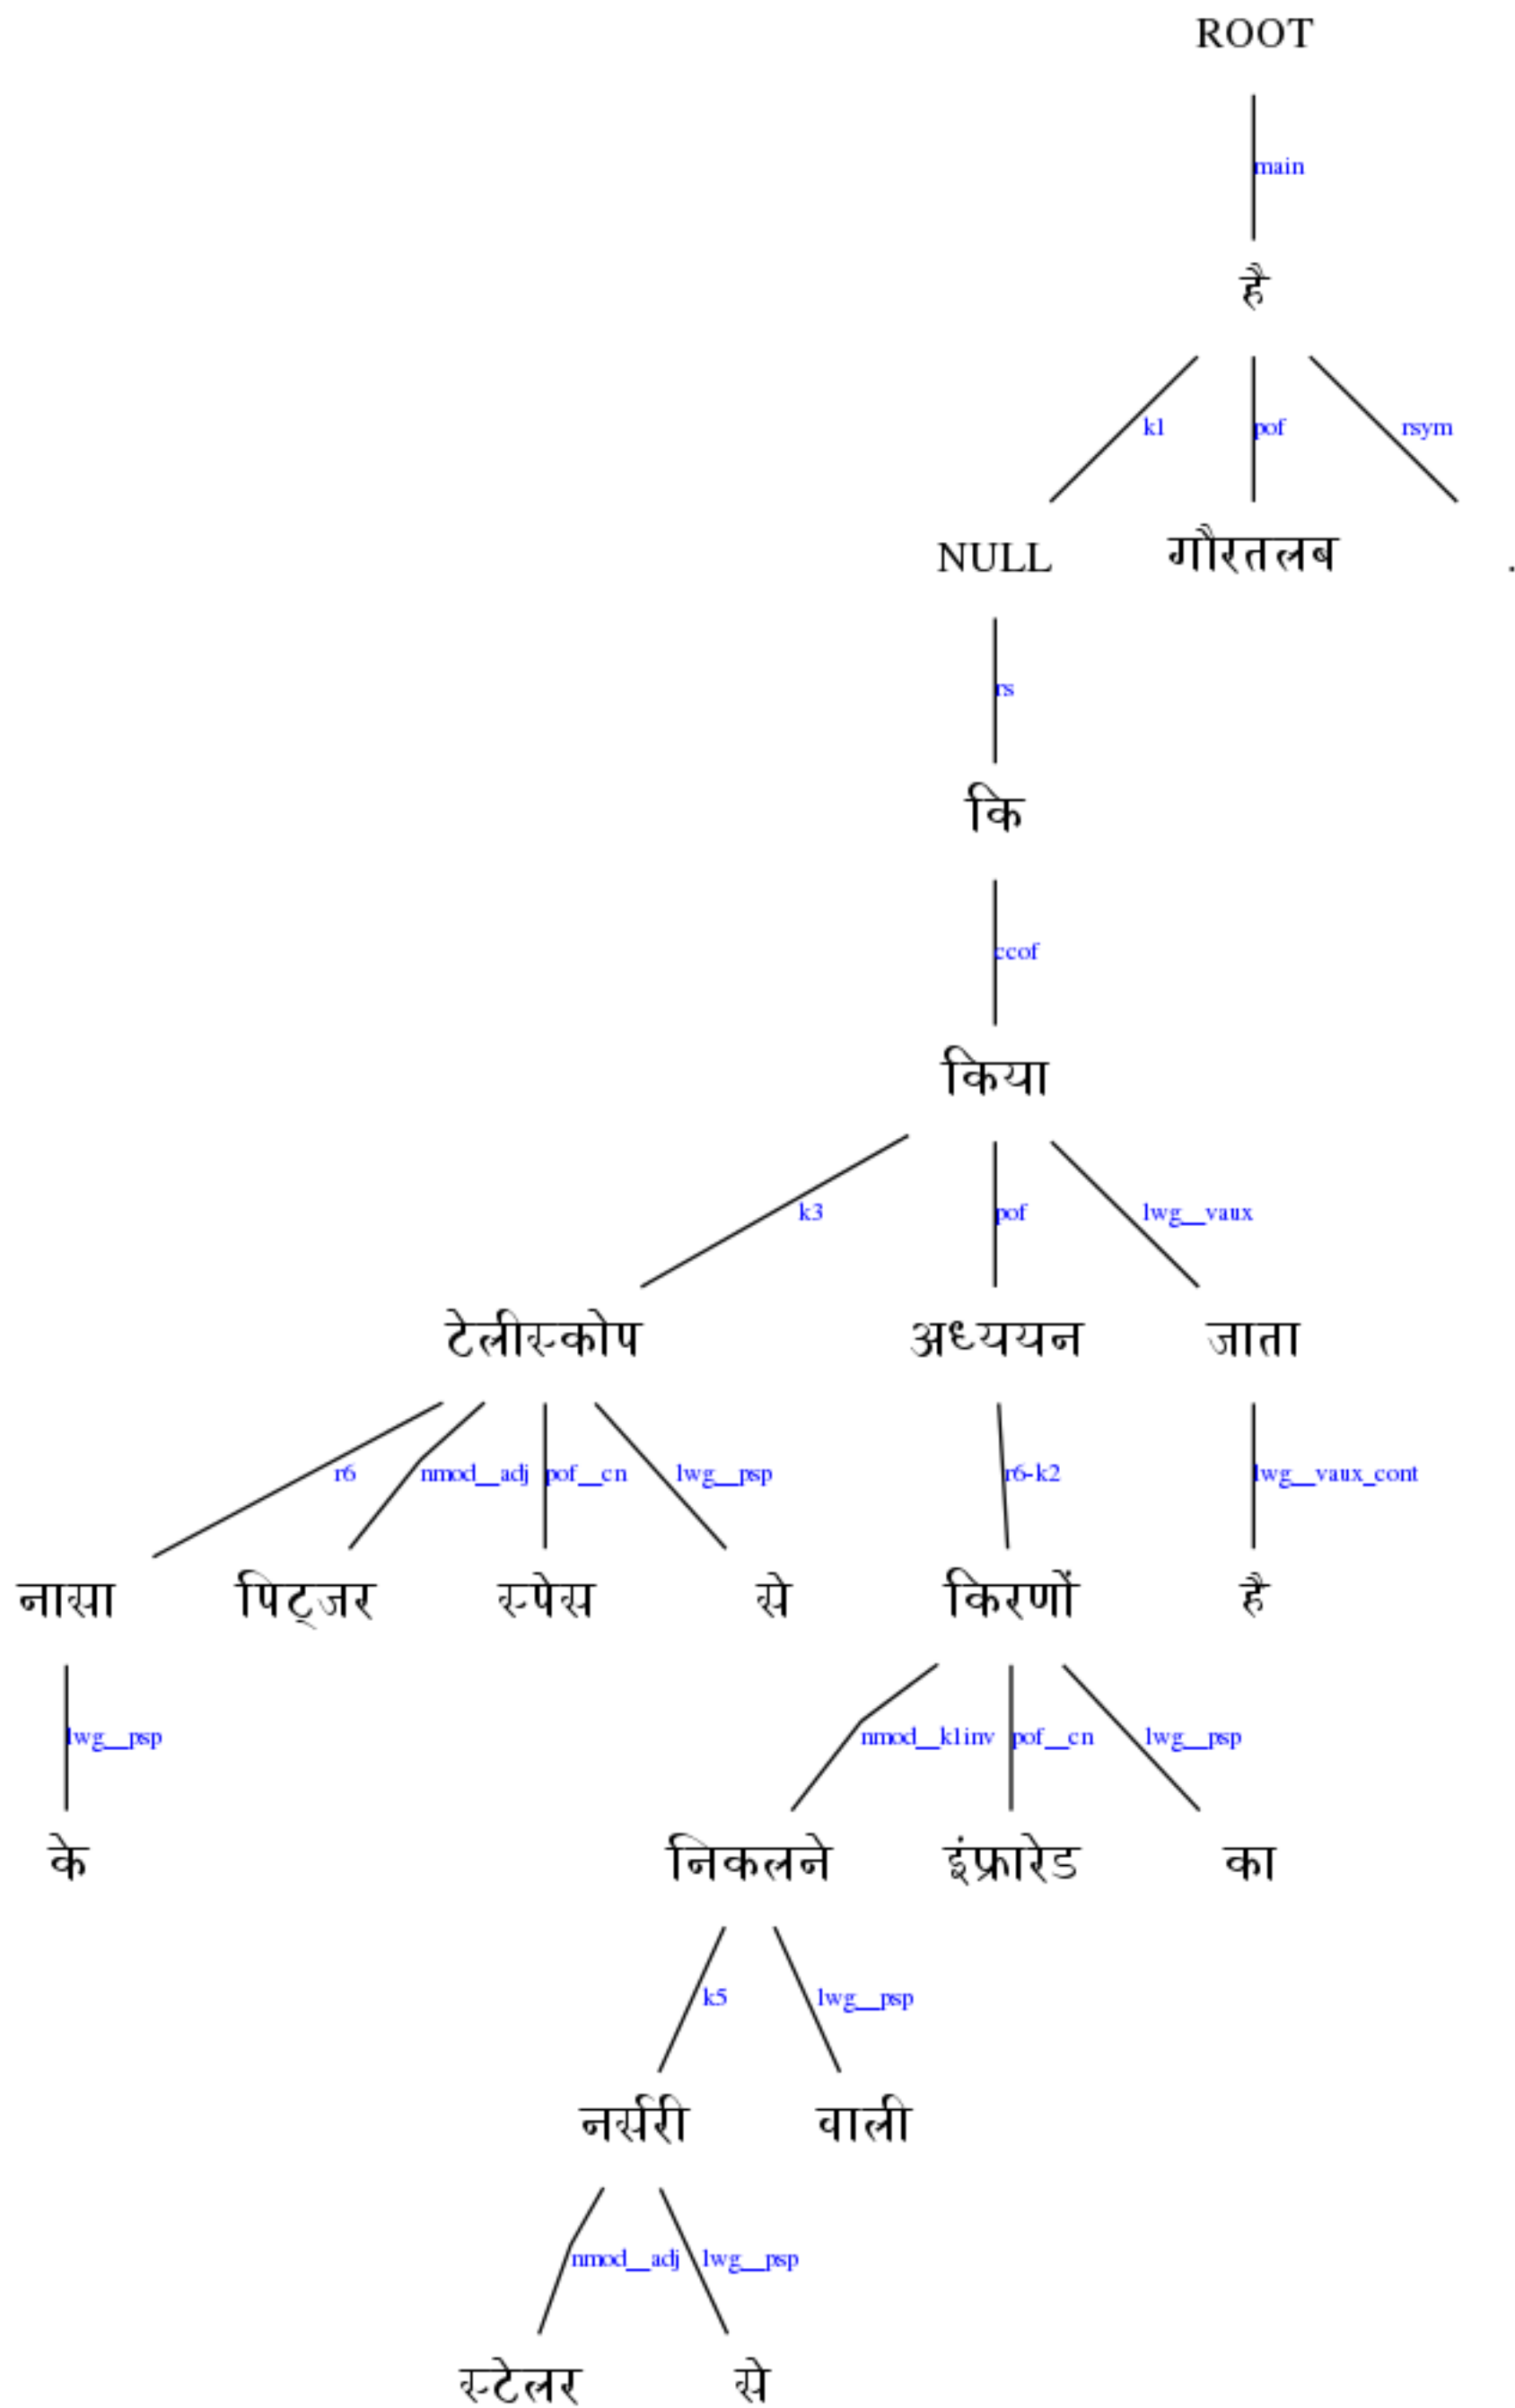 ROOT
main
है
k1 pof rsym
NULL गौरतलब .
rs
कि
ccof
किया
k3 pof lwg__vaux
टेलीस्कोप अध्ययन जाता
r6 nmod__adj pof__cn lwg__psp r6-k2 lwg__vaux_cont
नासा पिट्जर स्पेस से किरणों है
lwg__psp nmod__k1inv pof__cn lwg__psp
के निकलने इंफ्रारेड का
k5 lwg__psp
नर्सरी वाली
nmod__adj lwg__psp
स्टेलर से